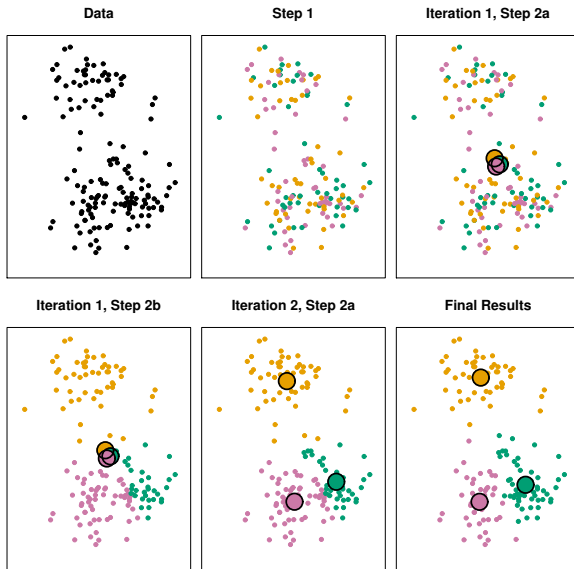 Data
Step 1
Iteration 1, Step 2a
Iteration 1, Step 2b
Iteration 2, Step 2a
Final Results